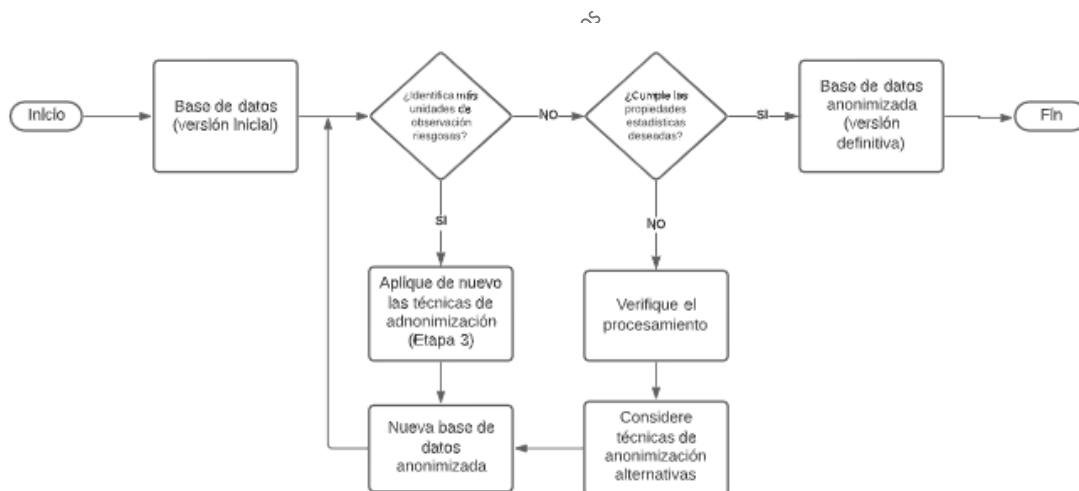 Inicio
Base de datos
(versión inicial)
¿Identifica más
unidades de
observación
riesgosas?
NO
¿Cumple las
propiedades
estadísticas
deseadas?
SI
Base de datos
anonimizada
(versión
definitiva)
Fin
SI
NO
Aplique de nuevo
las técnicas de
adnonimización
(Etapa 3)
Verifique el
procesamiento
Nueva base de
datos
anonimizada
Considere
técnicas de
anonimización
alternativas